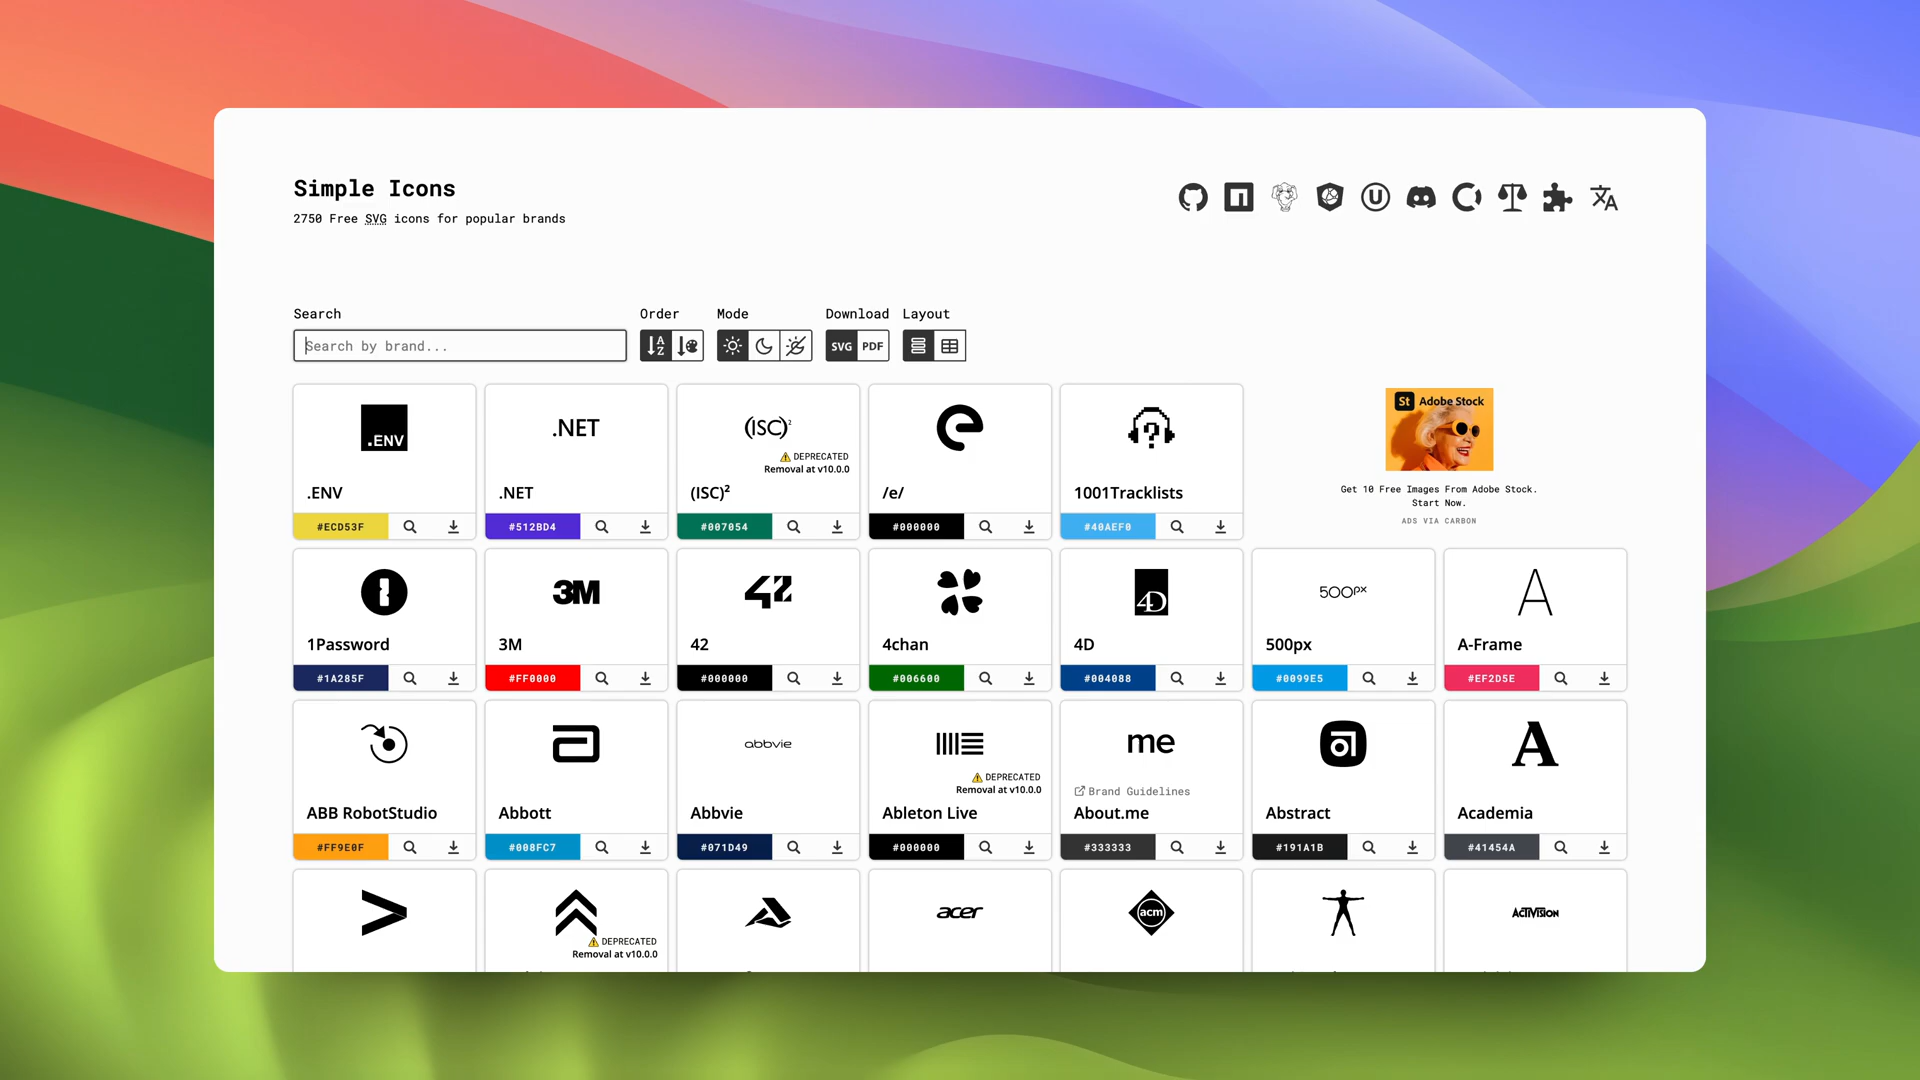 Simple Icons
2750 Free SVG icons for popular brands
Search
Order
Mode
Download
Layout
Search by brand...
A
Z
SVG
PDF
.ENV
.ENV
#ECD53F
.NET
.NET
#512BD4
(ISC)²
DEPRECATED
Removal at v10.0.0
(ISC)²
#007054
/e/
#000000
1001Tracklists
#40AEF0
St Adobe Stock
Get 10 Free Images From Adobe Stock.
Start Now.
ADS VIA CARBON
1Password
#1A285F
3M
3M
#FF0000
42
42
#000000
4chan
#006600
4D
4D
#004088
500px
500px
#0099E5
A
A-Frame
#EF2D5E
ABB RobotStudio
#FF9E0F
Abbott
#008FC7
abbvie
Abbvie
#071D49
DEPRECATED
Removal at v10.0.0
Ableton Live
#000000
me
Brand Guidelines
About.me
#333333
Abstract
#191A1B
A
Academia
#41454A
DEPRECATED
Removal at v10.0.0
acer
acm
ACTIVISION